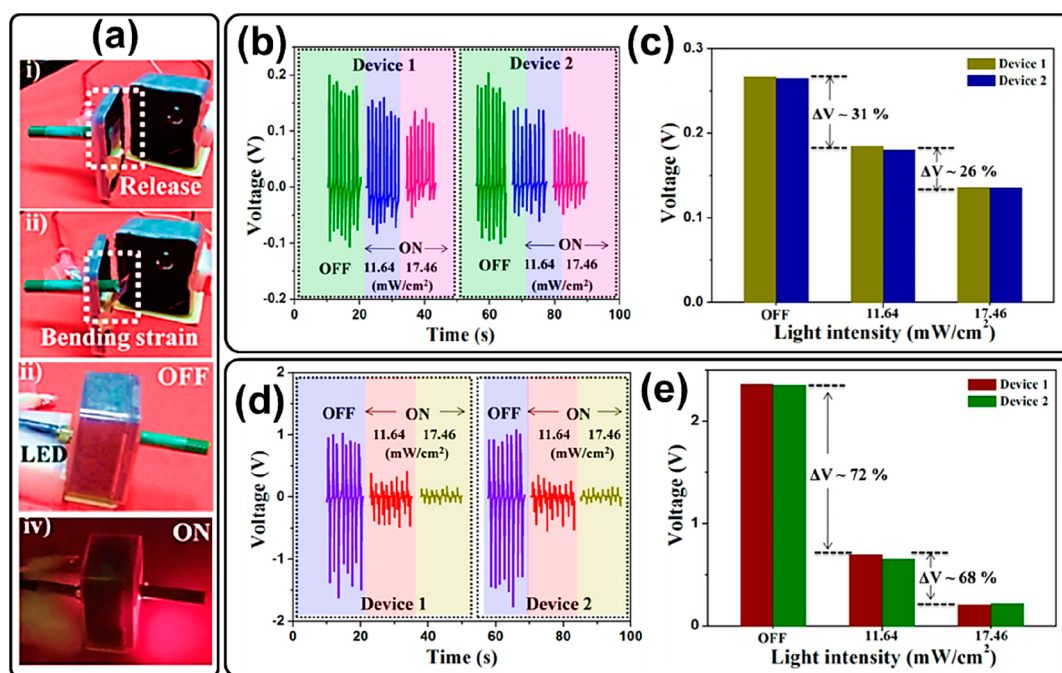 (a)
i)
Release
ii)
Bending strain
ii)
OFF
LED
iv)
ON
(b)
Device 1
Device 2
0.2
0.1
0.0
-0.1
-0.2
Voltage (V)
OFF
ON
11.64
17.46
(mW/cm²)
OFF
ON
11.64
17.46
(mW/cm²)
0
20
40
60
80
100
Time (s)
(c)
Device 1
Device 2
0.3
0.2
0.1
0.0
Voltage (V)
ΔV ~ 31 %
ΔV ~ 26 %
OFF
11.64
17.46
Light intensity (mW/cm²)
(d)
2
1
0
-1
-2
Voltage (V)
OFF
ON
11.64
17.46
(mW/cm²)
Device 1
OFF
ON
11.64
17.46
(mW/cm²)
Device 2
0
20
40
60
80
100
Time (s)
(e)
Device 1
Device 2
2
1
0
Voltage (V)
ΔV ~ 72 %
ΔV ~ 68 %
OFF
11.64
17.46
Light intensity (mW/cm²)